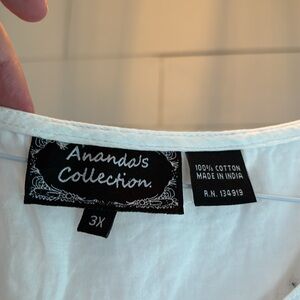 Ananda's
Collection.
3X
100% COTTON
MADE IN INDIA
R.N. 134919